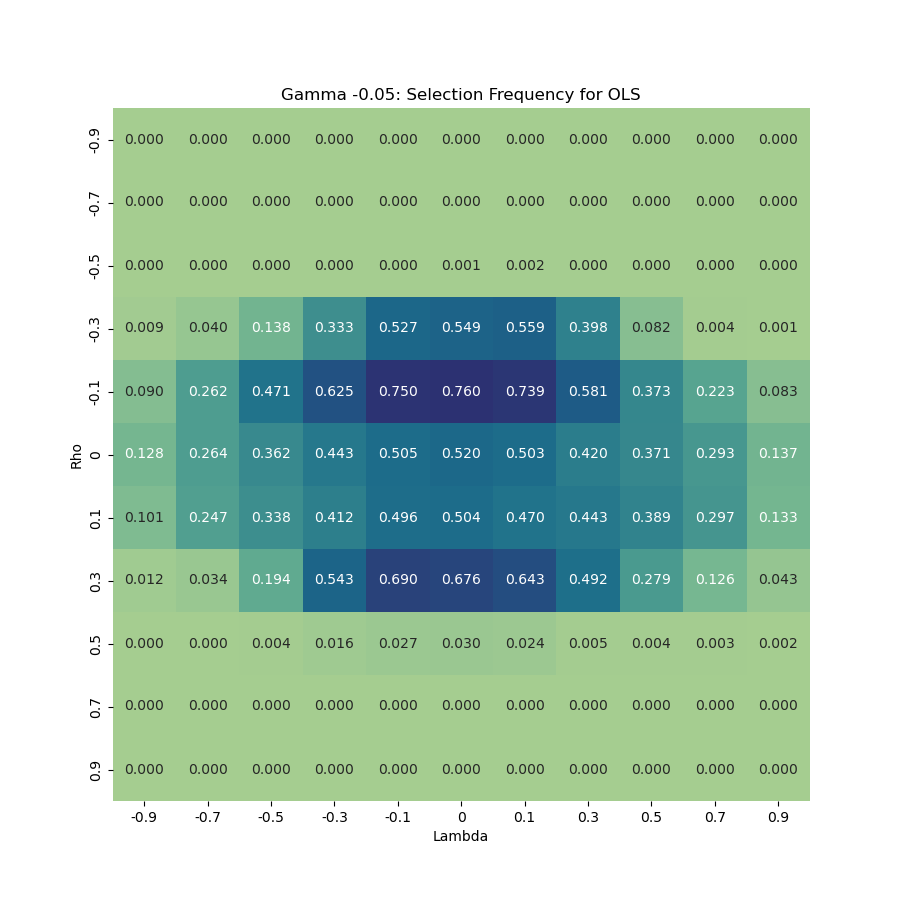 Gamma -0.05: Selection Frequency for OLS
-0.9 0.000 0.000 0.000 0.000 0.000 0.000 0.000 0.000 0.000 0.000 0.000
-0.7 0.000 0.000 0.000 0.000 0.000 0.000 0.000 0.000 0.000 0.000 0.000
-0.5 0.000 0.000 0.000 0.000 0.000 0.001 0.002 0.000 0.000 0.000 0.000
-0.3 0.009 0.040 0.138 0.333 0.527 0.549 0.559 0.398 0.082 0.004 0.001
-0.1 0.090 0.262 0.471 0.625 0.750 0.760 0.739 0.581 0.373 0.223 0.083
Rho
0 0.128 0.264 0.362 0.443 0.505 0.520 0.503 0.420 0.371 0.293 0.137
0.1 0.101 0.247 0.338 0.412 0.496 0.504 0.470 0.443 0.389 0.297 0.133
0.3 0.012 0.034 0.194 0.543 0.690 0.676 0.643 0.492 0.279 0.126 0.043
0.5 0.000 0.000 0.004 0.016 0.027 0.030 0.024 0.005 0.004 0.003 0.002
0.7 0.000 0.000 0.000 0.000 0.000 0.000 0.000 0.000 0.000 0.000 0.000
0.9 0.000 0.000 0.000 0.000 0.000 0.000 0.000 0.000 0.000 0.000 0.000
-0.9 -0.7 -0.5 -0.3 -0.1 0 0.1 0.3 0.5 0.7 0.9
Lambda